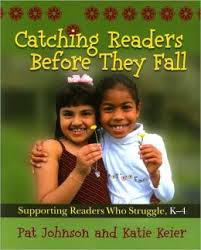 Catching Readers
Before They Fall
Supporting Readers Who Struggle, K–4
Pat Johnson and Katie Keier